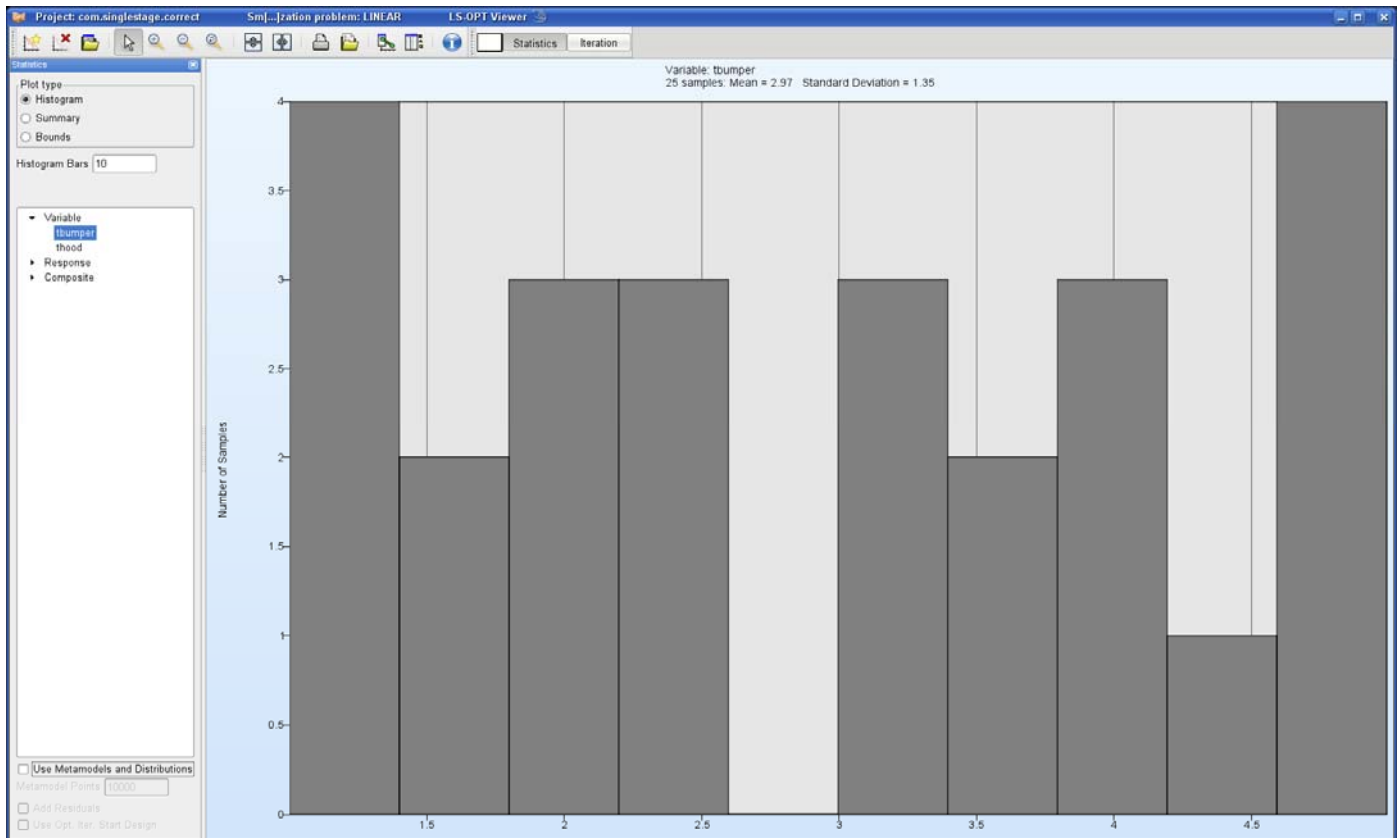 Project: com.singlestage.correct Sm[...]zation problem: LINEAR LS-OPT Viewer
Statistics Iteration
Statistics
Plot type
Histogram
Summary
Bounds
Histogram Bars 10
Variable
tbumper
thood
Response
Composite
Use Metamodels and Distributions
Metamodel Points 10000
Add Residuals
Use Opt. Iter. Start Design
Variable: tbumper
25 samples: Mean = 2.97 Standard Deviation = 1.35
Number of Samples
4
3.5
3
2.5
2
1.5
1
0.5
0
1.5 2 2.5 3 3.5 4 4.5